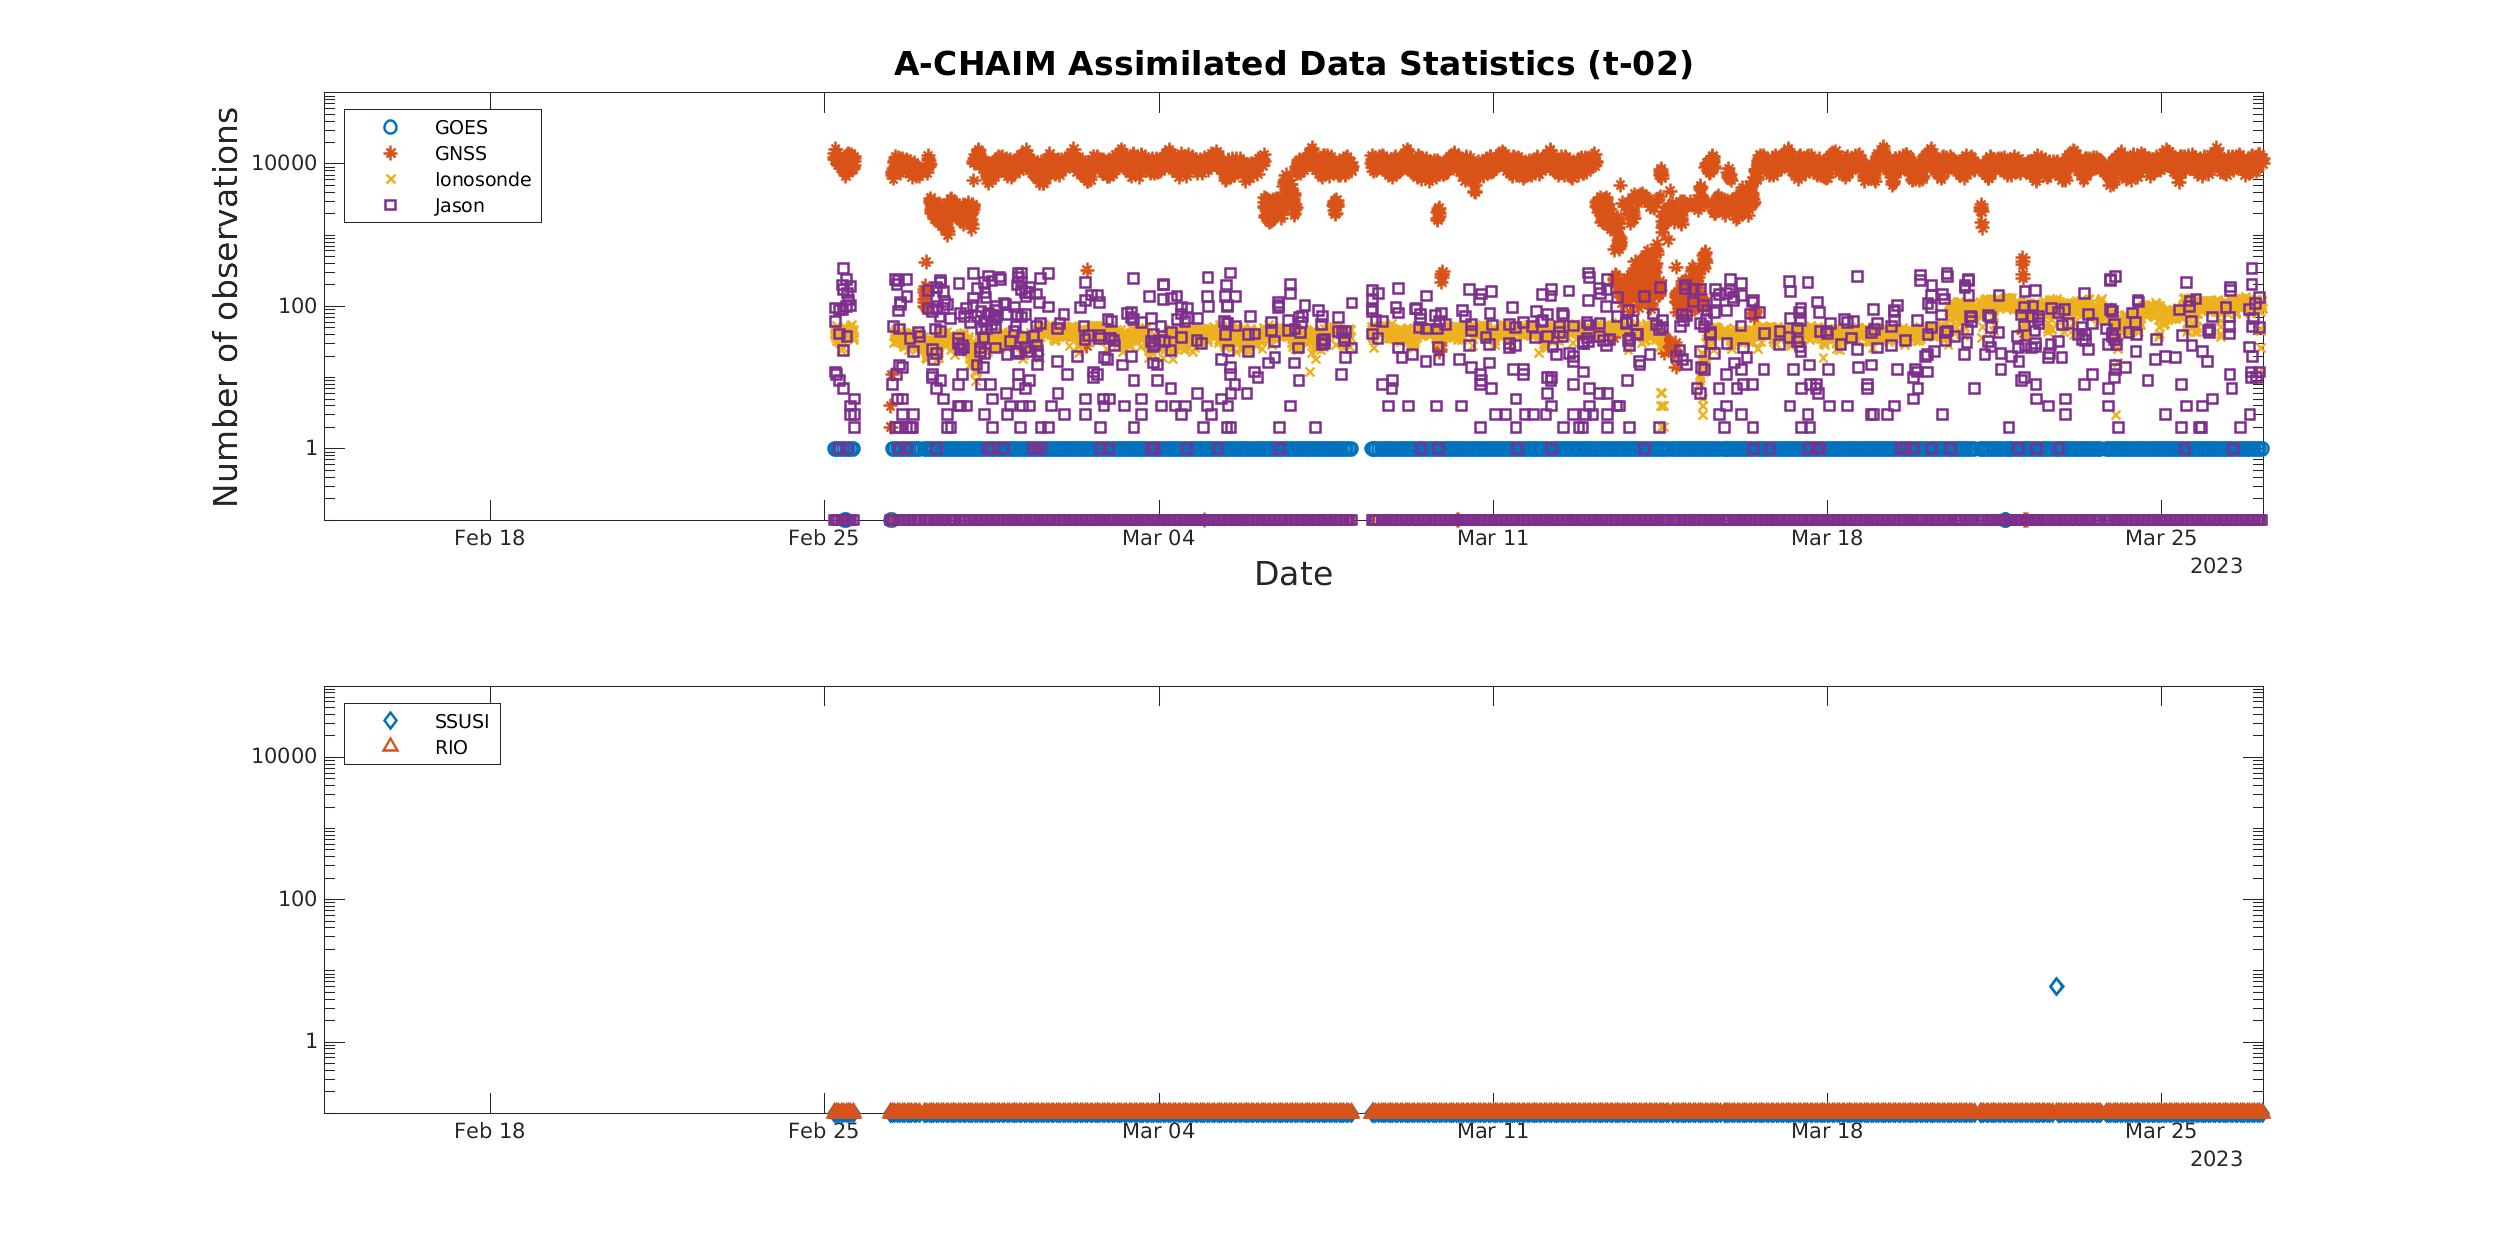 A-CHAIM Assimilated Data Statistics (t-02)
Number of observations
10000
100
1
GOES
GNSS
Ionosonde
Jason
Feb 18
Feb 25
Mar 04
Mar 11
Mar 18
Mar 25
2023
Date
10000
100
1
SSUSI
RIO
Feb 18
Feb 25
Mar 04
Mar 11
Mar 18
Mar 25
2023